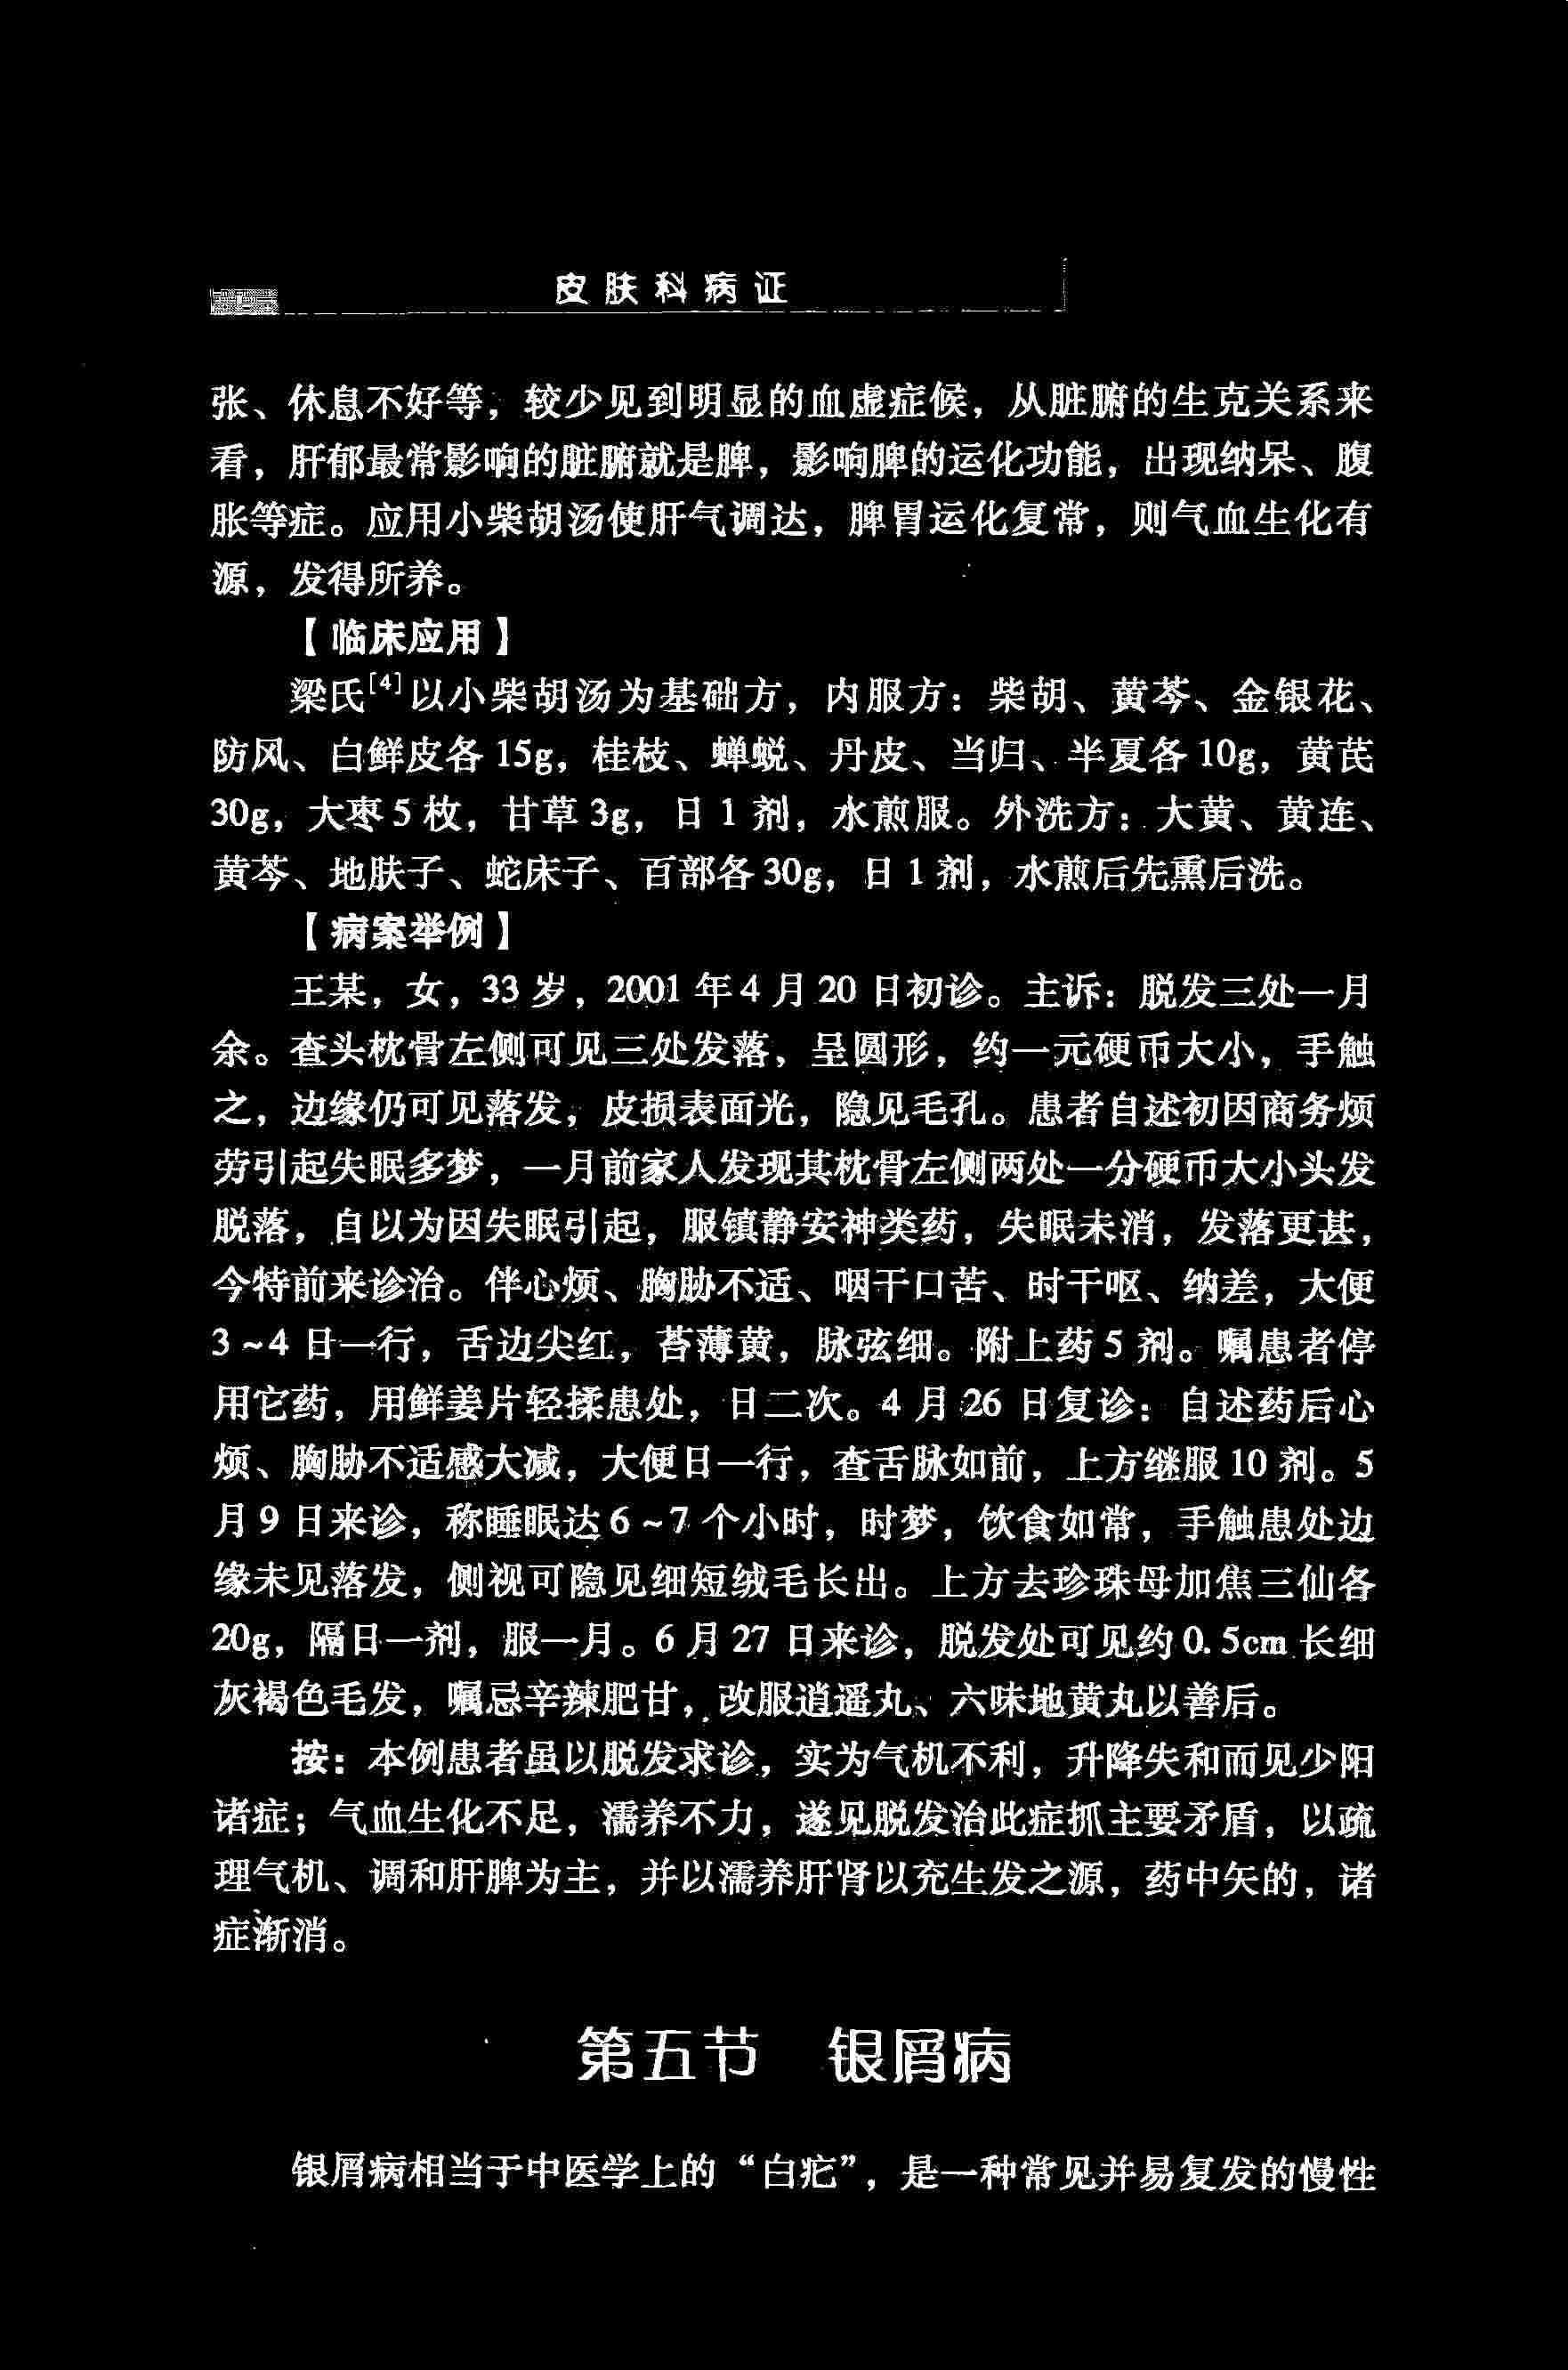 皮肤科病证
张、休息不好等，较少见到明显的血虚症候，从脏腑的生克关系来
看，肝郁最常影响的脏腑就是脾，影响脾的运化功能，出现纳呆、腹
胀等症。应用小柴胡汤使肝气调达，脾胃运化复常，则气血生化有
源，发得所养。
【临床应用】
梁氏[4]以小柴胡汤为基础方，内服方：柴胡、黄芩、金银花、
防风、白鲜皮各15g，桂枝、蝉蜕、丹皮、当归、半夏各10g，黄芪
30g，大枣5枚，甘草3g，日1剂，水煎服。外洗方：大黄、黄连、
黄芩、地肤子、蛇床子、百部各30g，日1剂，水煎后先熏后洗。
【病案举例】
王某，女，33岁，2001年4月20日初诊。主诉：脱发三处一月
余。查头枕骨左侧可见三处发落，呈圆形，约一元硬币大小，手触
之，边缘仍可见落发，皮损表面光，隐见毛孔。患者自述初因商务烦
劳引起失眠多梦，一月前家人发现其枕骨左侧两处一分硬币大小头发
脱落，自以为因失眠引起，服镇静安神类药，失眠未消，发落更甚，
今特前来诊治。伴心烦、胸胁不适、咽干口苦、时干呕、纳差，大便
3~4日一行，舌边尖红，苔薄黄，脉弦细。附上药5剂。嘱患者停
用它药，用鲜姜片轻揉患处，日二次。4月26日复诊：自述药后心
烦、胸胁不适感大减，大便日一行，查舌脉如前，上方继服10剂。5
月9日来诊，称睡眠达6~7个小时，时梦，饮食如常，手触患处边
缘未见落发，侧视可隐见细短绒毛长出。上方去珍珠母加焦三仙各
20g，隔日一剂，服一月。6月27日来诊，脱发处可见约0.5cm长细
灰褐色毛发，嘱忌辛辣肥甘，改服逍遥丸、六味地黄丸以善后。
按：本例患者虽以脱发求诊，实为气机不利，升降失和而见少阳
诸症；气血生化不足，濡养不力，遂见脱发治此症抓主要矛盾，以疏
理气机、调和肝脾为主，并以濡养肝肾以充生发之源，药中矢的，诸
症渐消。
第五节 银屑病
银屑病相当于中医学上的“白疕”，是一种常见并易复发的慢性